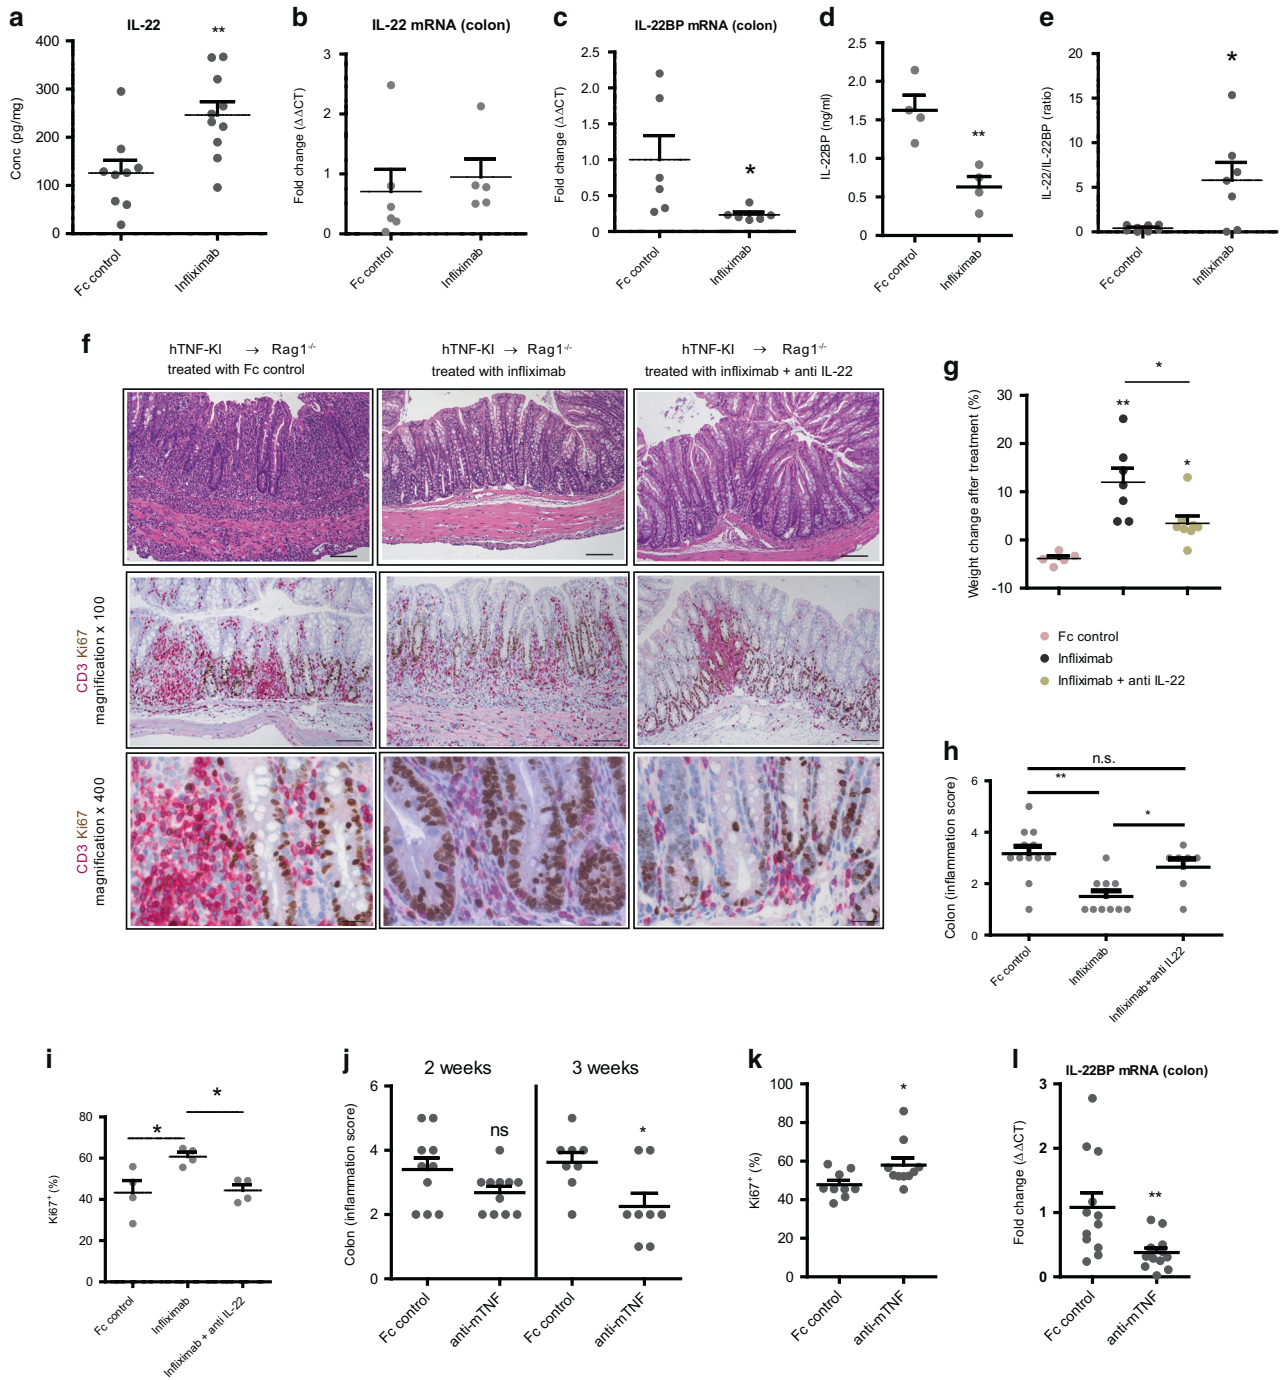 a
IL-22
**
Conc (pg/mg)
400
300
200
100
0
Fc control
Infliximab
b
IL-22 mRNA (colon)
Fold change (ΔΔCT)
3
2
1
0
Fc control
Infliximab
c
IL-22BP mRNA (colon)
Fold change (ΔΔCT)
2.5
2.0
1.5
1.0
0.5
0
*
Fc control
Infliximab
d
IL-22BP (ng/ml)
2.5
2.0
1.5
1.0
0.5
0
**
Fc control
Infliximab
e
IL-22/IL-22BP (ratio)
20
15
10
5
0
*
Fc control
Infliximab
f
hTNF-KI → Rag1-/-
treated with Fc control
hTNF-KI → Rag1-/-
treated with infliximab
hTNF-KI → Rag1-/-
treated with infliximab + anti IL-22
CD3 Ki67
magnification x 100
CD3 Ki67
magnification x 400
g
Weight change after treatment (%)
30
20
10
0
-10
*
**
*
Fc control
Infliximab
Infliximab + anti IL-22
h
Colon (inflammation score)
6
4
2
0
n.s.
**
*
Fc control
Infliximab
Infliximab+anti IL22
i
Ki67+ (%)
80
60
40
20
0
*
*
Fc control
Infliximab
Infliximab + anti IL-22
j
2 weeks
3 weeks
Colon (inflammation score)
6
4
2
0
ns
*
Fc control
anti-mTNF
Fc control
anti-mTNF
k
Ki67+ (%)
100
80
60
40
20
0
*
Fc control
anti-mTNF
l
IL-22BP mRNA (colon)
Fold change (ΔΔCT)
3
2
1
0
**
Fc control
anti-mTNF